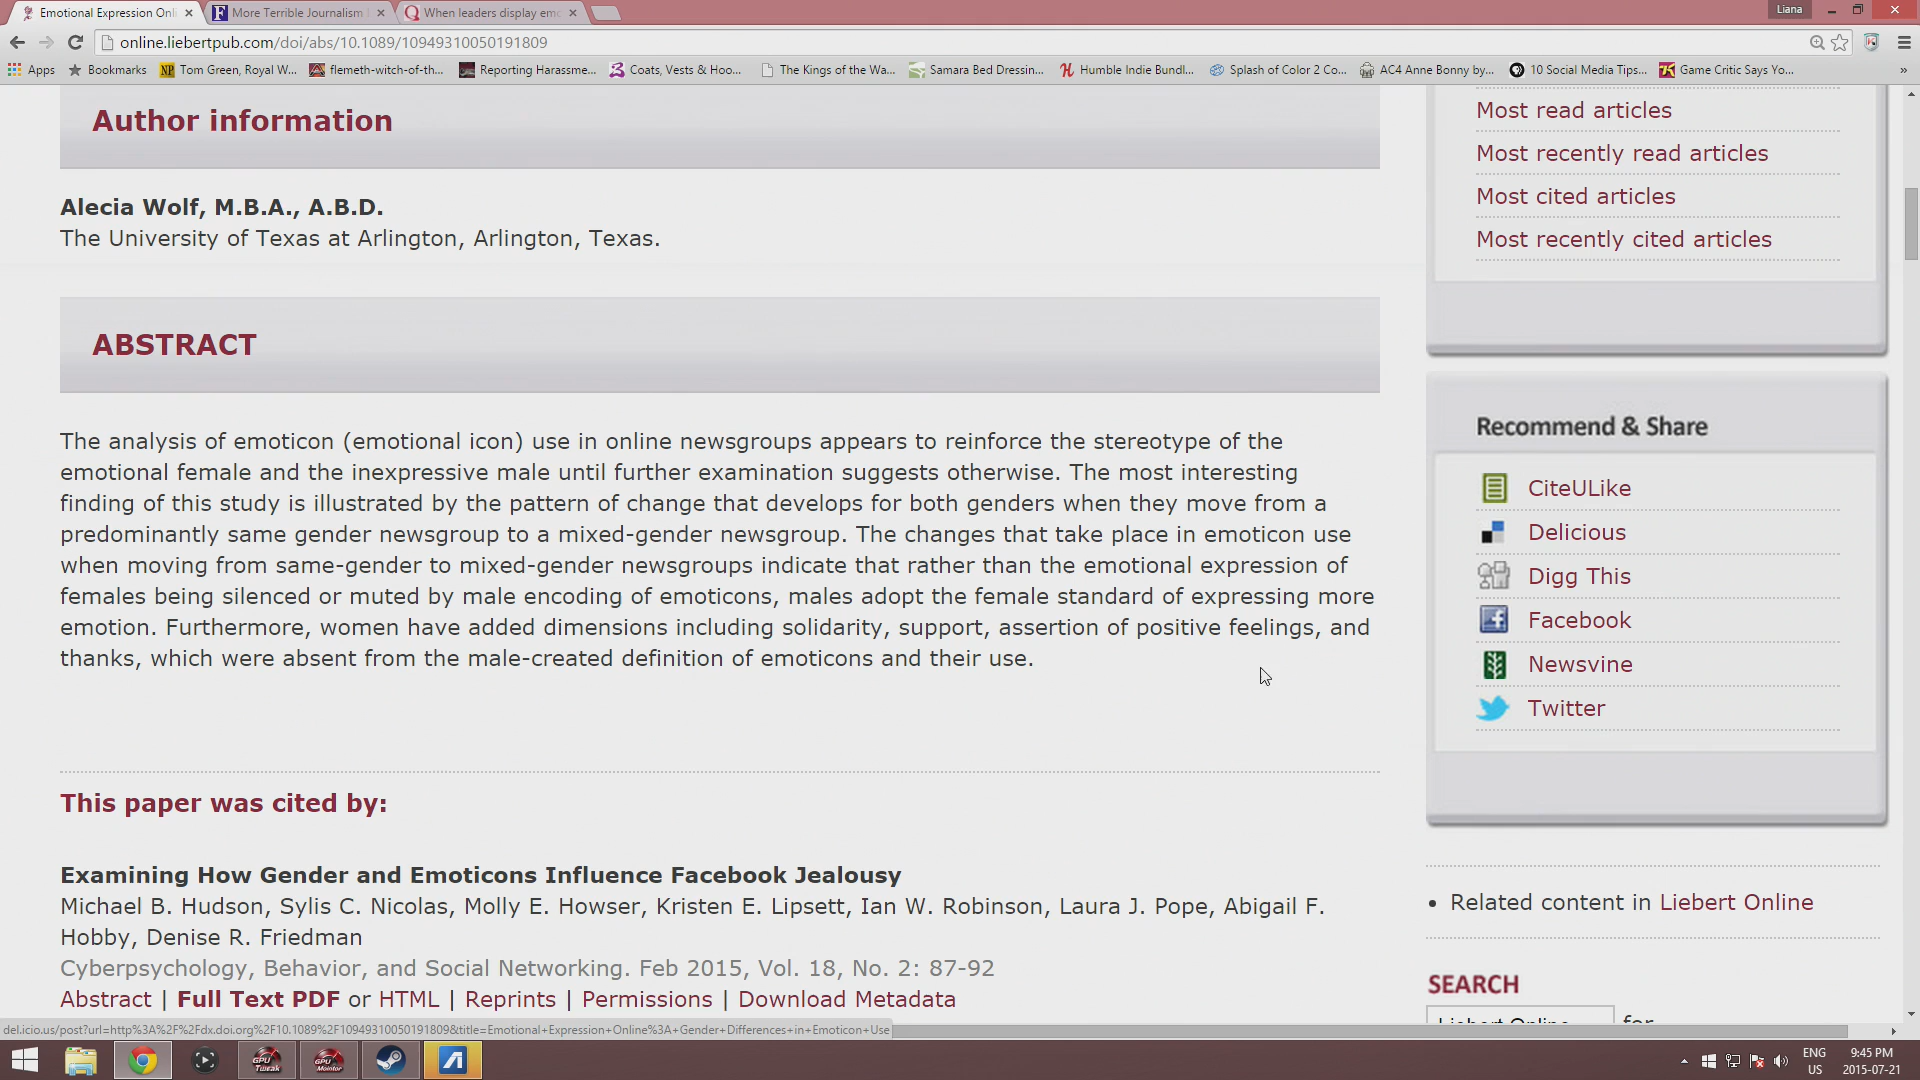 Emotional Expression Onli
More Terrible Journalism
When leaders display emo
Liana
online.liebertpub.com/doi/abs/10.1089/10949310050191809
Apps
Bookmarks
Tom Green, Royal W...
flemeth-witch-of-th...
Reporting Harassme...
Coats, Vests & Hoo...
The Kings of the Wa...
Samara Bed Dressin...
Humble Indie Bundl...
Splash of Color 2 Co...
AC4 Anne Bonny by...
10 Social Media Tips...
Game Critic Says Yo...
»
Author information
Alecia Wolf, M.B.A., A.B.D.
The University of Texas at Arlington, Arlington, Texas.
ABSTRACT
The analysis of emoticon (emotional icon) use in online newsgroups appears to reinforce the stereotype of the
emotional female and the inexpressive male until further examination suggests otherwise. The most interesting
finding of this study is illustrated by the pattern of change that develops for both genders when they move from a
predominantly same gender newsgroup to a mixed-gender newsgroup. The changes that take place in emoticon use
when moving from same-gender to mixed-gender newsgroups indicate that rather than the emotional expression of
females being silenced or muted by male encoding of emoticons, males adopt the female standard of expressing more
emotion. Furthermore, women have added dimensions including solidarity, support, assertion of positive feelings, and
thanks, which were absent from the male-created definition of emoticons and their use.
This paper was cited by:
Examining How Gender and Emoticons Influence Facebook Jealousy
Michael B. Hudson, Sylis C. Nicolas, Molly E. Howser, Kristen E. Lipsett, Ian W. Robinson, Laura J. Pope, Abigail F.
Hobby, Denise R. Friedman
Cyberpsychology, Behavior, and Social Networking. Feb 2015, Vol. 18, No. 2: 87-92
Abstract | Full Text PDF or HTML | Reprints | Permissions | Download Metadata
Most read articles
Most recently read articles
Most cited articles
Most recently cited articles
Recommend & Share
CiteULike
Delicious
Digg This
Facebook
Newsvine
Twitter
• Related content in Liebert Online
SEARCH
Liebert Online for
del.icio.us/post?url=http%3A%2F%2Fdx.doi.org%2F10.1089%2F10949310050191809&title=Emotional+Expression+Online%3A+Gender+Differences+in+Emoticon+Use
GPU Tweak
GPU Monitor
ENG
US
9:45 PM
2015-07-21